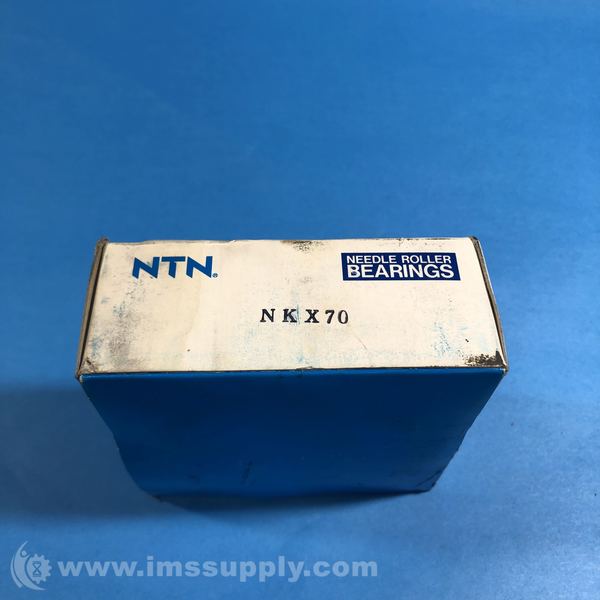 NTN®
NEEDLE ROLLER
BEARINGS
NKX70
www.imssupply.com